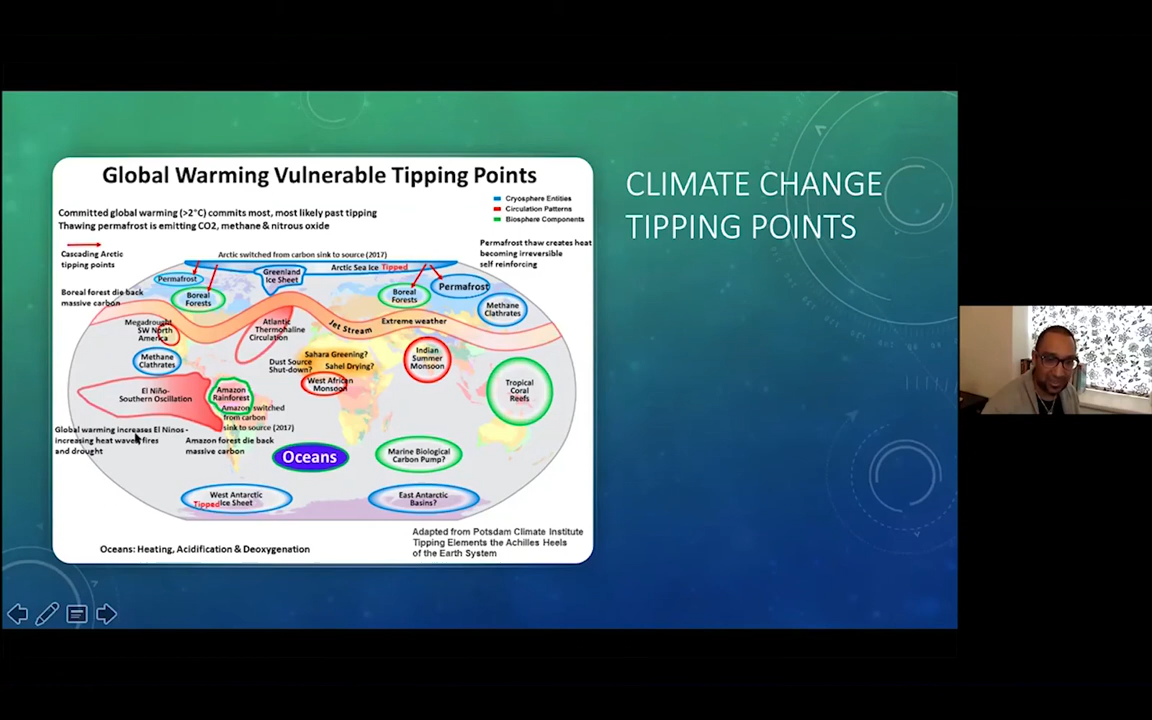 Global Warming Vulnerable Tipping Points
Cryosphere Entities
Circulation Patterns
Biosphere Components
Committed global warming (>2°C) commits most, most likely past tipping
Thawing permafrost is emitting CO2, methane & nitrous oxide
Cascading Arctic
tipping points
Permafrost thaw creates heat
becoming irreversible
self reinforcing
Arctic switched from carbon sink to source (2017)
Arctic Sea Ice Tipped
Greenland
Ice Sheet
Permafrost
Boreal
Forests
Boreal
Forests
Permafrost
Methane
Clathrates
Boreal forest die back
massive carbon
Megadrought
SW North
America
Atlantic
Thermohaline
Circulation
Jet Stream
Extreme weather
Methane
Clathrates
Dust Source
Shut-down?
Sahara Greening?
Sahel Drying?
West African
Monsoon
Indian
Summer
Monsoon
Tropical
Coral
Reefs
El Niño-
Southern Oscillation
Amazon
Rainforest
Amazon switched
from carbon
sink to source (2017)
Global warming increases El Ninos -
increasing heat waves fires
and drought
Amazon forest die back
massive carbon
Oceans
Marine Biological
Carbon Pump?
West Antarctic
Tipped Ice Sheet
East Antarctic
Basins?
Oceans: Heating, Acidification & Deoxygenation
Adapted from Potsdam Climate Institute
Tipping Elements the Achilles Heels
of the Earth System
CLIMATE CHANGE
TIPPING POINTS